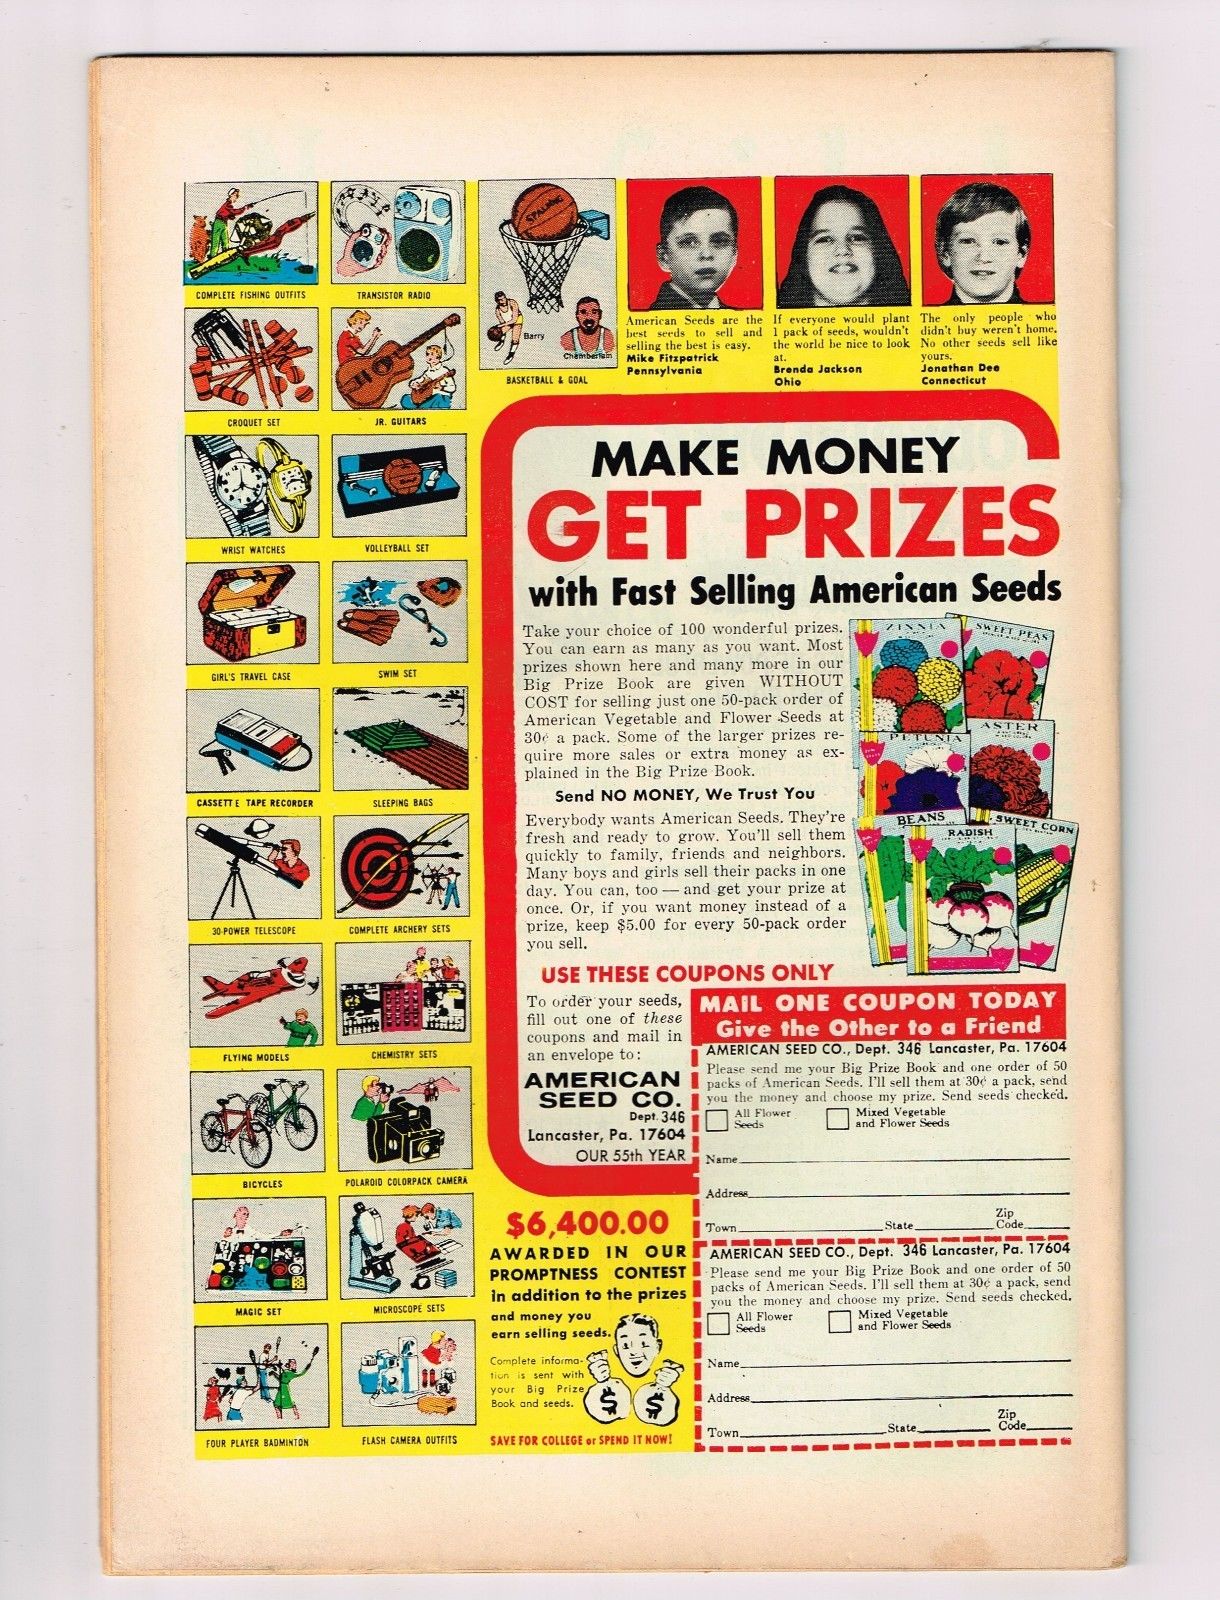 COMPLETE FISHING OUTFITS
TRANSISTOR RADIO
SPALDING
Barry
Chamberlain
BASKETBALL & GOAL
American Seeds are the
best seeds to sell and
selling the best is easy.
Mike Fitzpatrick
Pennsylvania
If everyone would plant
1 pack of seeds, wouldn't
the world be nice to look
at.
Brenda Jackson
Ohio
The only people who
didn't buy weren't home.
No other seeds sell like
yours.
Jonathan Dee
Connecticut
CROQUET SET
JR. GUITARS
WRIST WATCHES
VOLLEYBALL SET
GIRL'S TRAVEL CASE
SWIM SET
CASSETTE TAPE RECORDER
SLEEPING BAGS
30-POWER TELESCOPE
COMPLETE ARCHERY SETS
FLYING MODELS
CHEMISTRY SETS
BICYCLES
POLAROID COLORPACK CAMERA
MAGIC SET
MICROSCOPE SETS
FOUR PLAYER BADMINTON
FLASH CAMERA OUTFITS
MAKE MONEY
GET PRIZES
with Fast Selling American Seeds
Take your choice of 100 wonderful prizes.
You can earn as many as you want. Most
prizes shown here and many more in our
Big Prize Book are given WITHOUT
COST for selling just one 50-pack order of
American Vegetable and Flower Seeds at
30¢ a pack. Some of the larger prizes re-
quire more sales or extra money as ex-
plained in the Big Prize Book.
Send NO MONEY, We Trust You
Everybody wants American Seeds. They're
fresh and ready to grow. You'll sell them
quickly to family, friends and neighbors.
Many boys and girls sell their packs in one
day. You can, too — and get your prize at
once. Or, if you want money instead of a
prize, keep $5.00 for every 50-pack order
you sell.
ZINNIA
SWEET PEAS
PETUNIA
ASTER
BEANS
RADISH
SWEET CORN
USE THESE COUPONS ONLY
To order your seeds,
fill out one of these
coupons and mail in
an envelope to:
AMERICAN
SEED CO.
Dept. 346
Lancaster, Pa. 17604
OUR 55th YEAR
MAIL ONE COUPON TODAY
Give the Other to a Friend
AMERICAN SEED CO., Dept. 346 Lancaster, Pa. 17604
Please send me your Big Prize Book and one order of 50
packs of American Seeds. I'll sell them at 30¢ a pack, send
you the money and choose my prize. Send seeds checked.
All Flower
Seeds
Mixed Vegetable
and Flower Seeds
Name
Address
Town State Zip Code
AMERICAN SEED CO., Dept. 346 Lancaster, Pa. 17604
Please send me your Big Prize Book and one order of 50
packs of American Seeds. I'll sell them at 30¢ a pack, send
you the money and choose my prize. Send seeds checked.
All Flower
Seeds
Mixed Vegetable
and Flower Seeds
Name
Address
Town State Zip Code
$6,400.00
AWARDED IN OUR
PROMPTNESS CONTEST
in addition to the prizes
and money you
earn selling seeds.
Complete informa-
tion is sent with
your Big Prize
Book and seeds.
$ $
SAVE FOR COLLEGE or SPEND IT NOW!